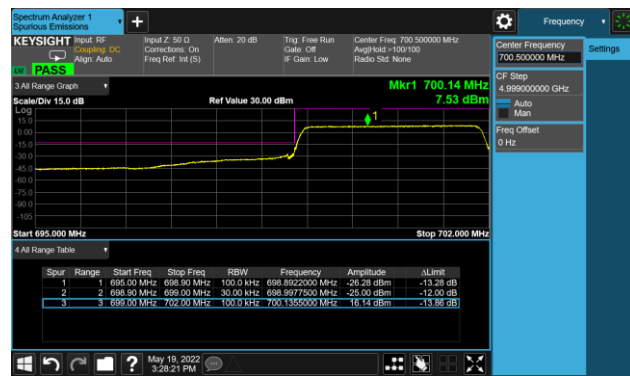 Spectrum Analyzer 1
Spurious Emissions
Frequency
KEYSIGHT Input: RF Input Z: 50 Ω Atten: 20 dB Trig: Free Run Center Freq: 700.500000 MHz
Coupling: DC Corrections: On Gate: Off Avg|Hold:>100/100
Align: Auto Freq Ref: Int (S) IF Gain: Low Radio Std: None
PASS
Center Frequency
700.500000 MHz
Settings
CF Step
4.999000000 GHz
Auto
Man
Freq Offset
0 Hz
3 All Range Graph
Mkr1 700.14 MHz
Scale/Div 15.0 dB Ref Value 30.00 dBm 7.53 dBm
Log
15.0
0.00
-15.0
-30.0
-45.0
-60.0
-75.0
-90.0
-105
1
Start 695.000 MHz Stop 702.000 MHz
4 All Range Table
Spur Range Start Freq Stop Freq RBW Frequency Amplitude ΔLimit
1 1 695.00 MHz 698.90 MHz 100.0 kHz 698.8922000 MHz -26.28 dBm -13.28 dB
2 2 698.90 MHz 699.00 MHz 30.00 kHz 698.9977500 MHz -25.00 dBm -12.00 dB
3 3 699.00 MHz 702.00 MHz 100.0 kHz 700.1355000 MHz 16.14 dBm -13.86 dB
May 19, 2022
3:28:21 PM